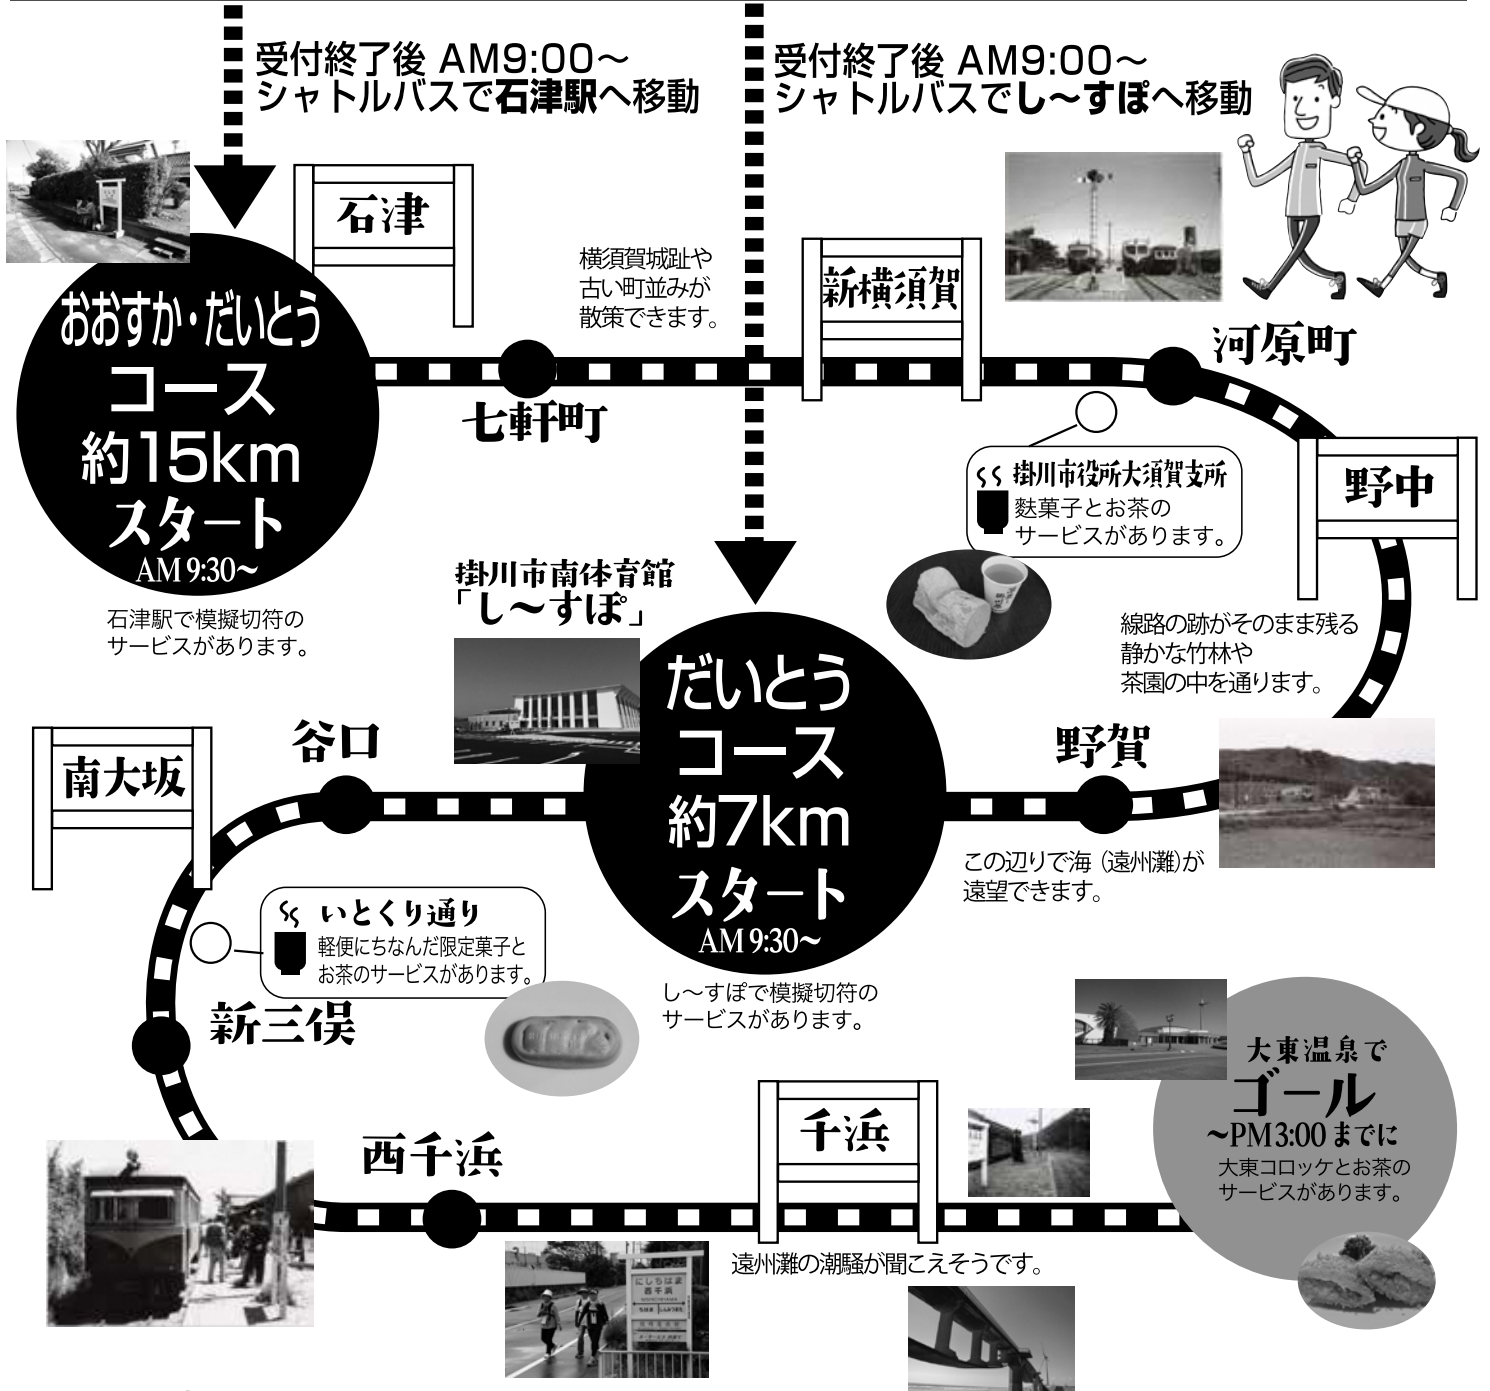 受付終了後 AM9:00～
シャトルバスで石津駅へ移動
受付終了後 AM9:00～
シャトルバスでし～すぽへ移動
石津
おおすか・だいとう
コース
約15km
スタート
AM 9:30～
石津駅で模擬切符の
サービスがあります。
七軒町
横須賀城趾や
古い町並みが
散策できます。
新横須賀
河原町
掛川市役所大須賀支所
麩菓子とお茶の
サービスがあります。
野中
線路の跡がそのまま残る
静かな竹林や
茶園の中を通ります。
野賀
この辺りで海（遠州灘）が
遠望できます。
掛川市南体育館
「し～すぽ」
だいとう
コース
約7km
スタート
AM 9:30～
し～すぽで模擬切符の
サービスがあります。
谷口
南大坂
いとくり通り
軽便にちなんだ限定菓子と
お茶のサービスがあります。
新三俣
西千浜
にしちはま
西千浜
千浜
遠州灘の潮騒が聞こえそうです。
大東温泉で
ゴール
～PM 3:00 までに
大東コロッケとお茶の
サービスがあります。